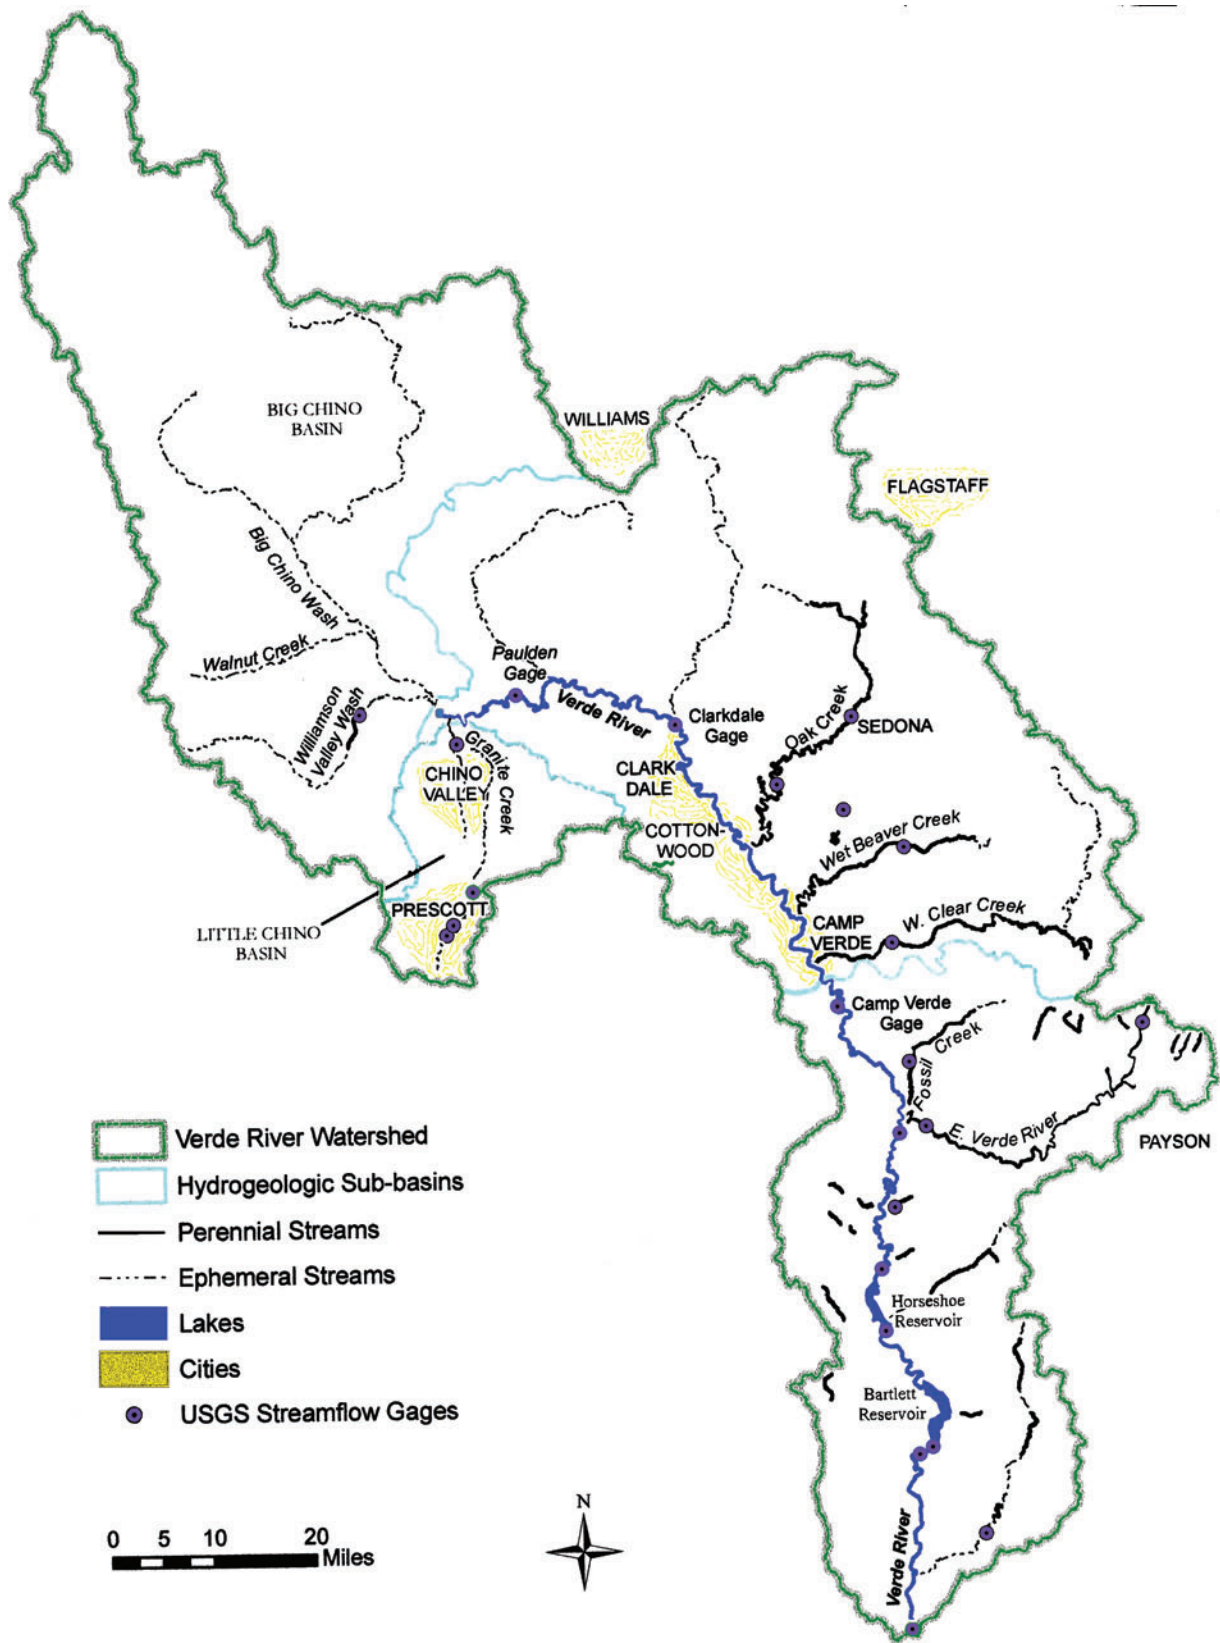 WILLIAMS
BIG CHINO
BASIN
FLAGSTAFF
Big Chino Wash
Walnut Creek
Williamson
Valley Wash
Paulden
Gage
Verde River
Clarkdale
Gage
Oak Creek
SEDONA
Granite Creek
CHINO
VALLEY
CLARK
DALE
COTTON-
WOOD
Wet Beaver Creek
PRESCOTT
LITTLE CHINO
BASIN
CAMP
VERDE
W. Clear Creek
Camp Verde
Gage
Fossil Creek
E. Verde River
PAYSON
Verde River Watershed
Hydrogeologic Sub-basins
Perennial Streams
Ephemeral Streams
Lakes
Cities
USGS Streamflow Gages
Horseshoe
Reservoir
Bartlett
Reservoir
N
0 5 10 20
Miles
Verde River